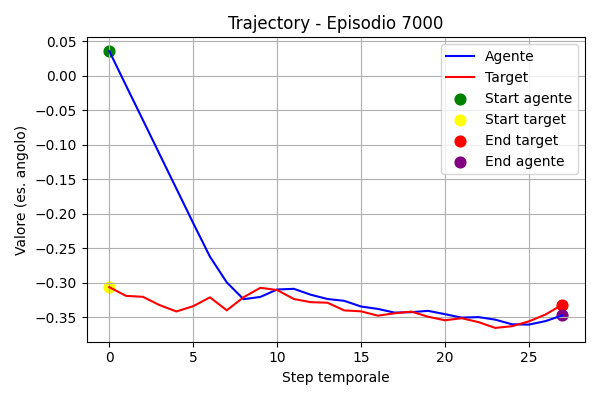 Trajectory - Episodio 7000
Valore (es. angolo)
0.05
0.00
−0.05
−0.10
−0.15
−0.20
−0.25
−0.30
−0.35
Agente
Target
Start agente
Start target
End target
End agente
0 5 10 15 20 25
Step temporale